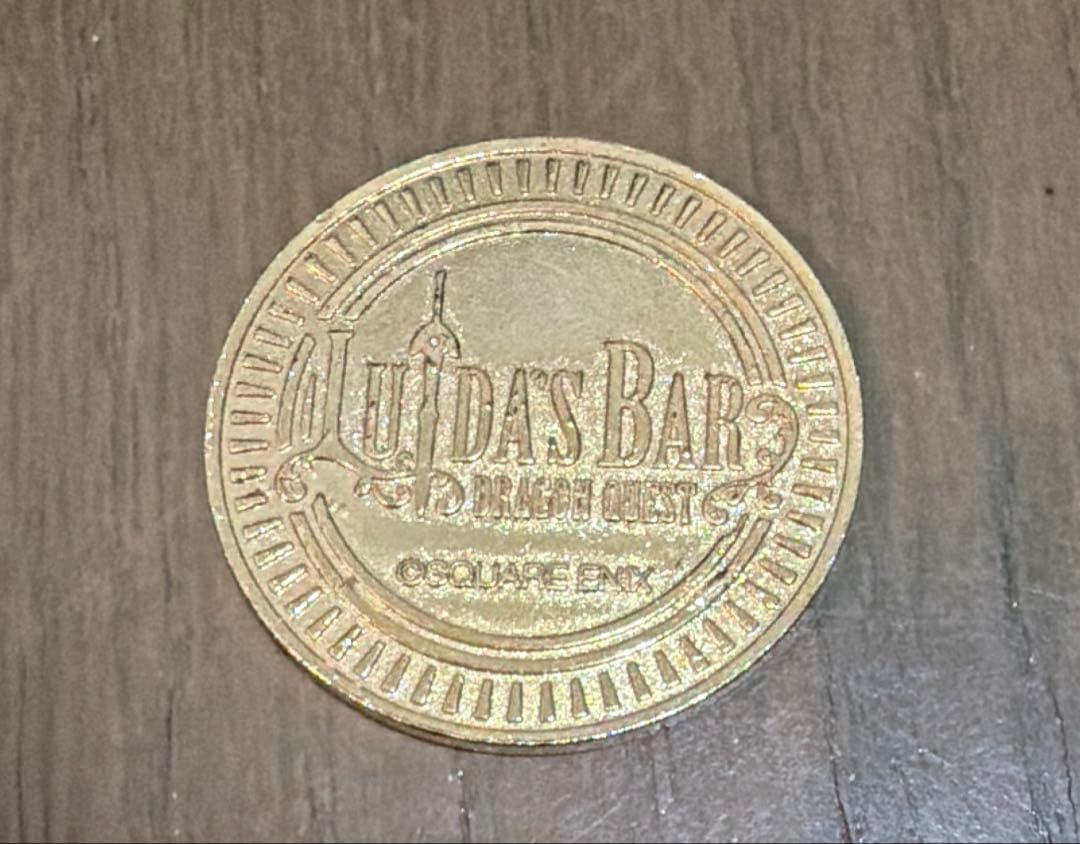 LUIDA'S BAR
DRAGON QUEST
©SQUARE ENIX